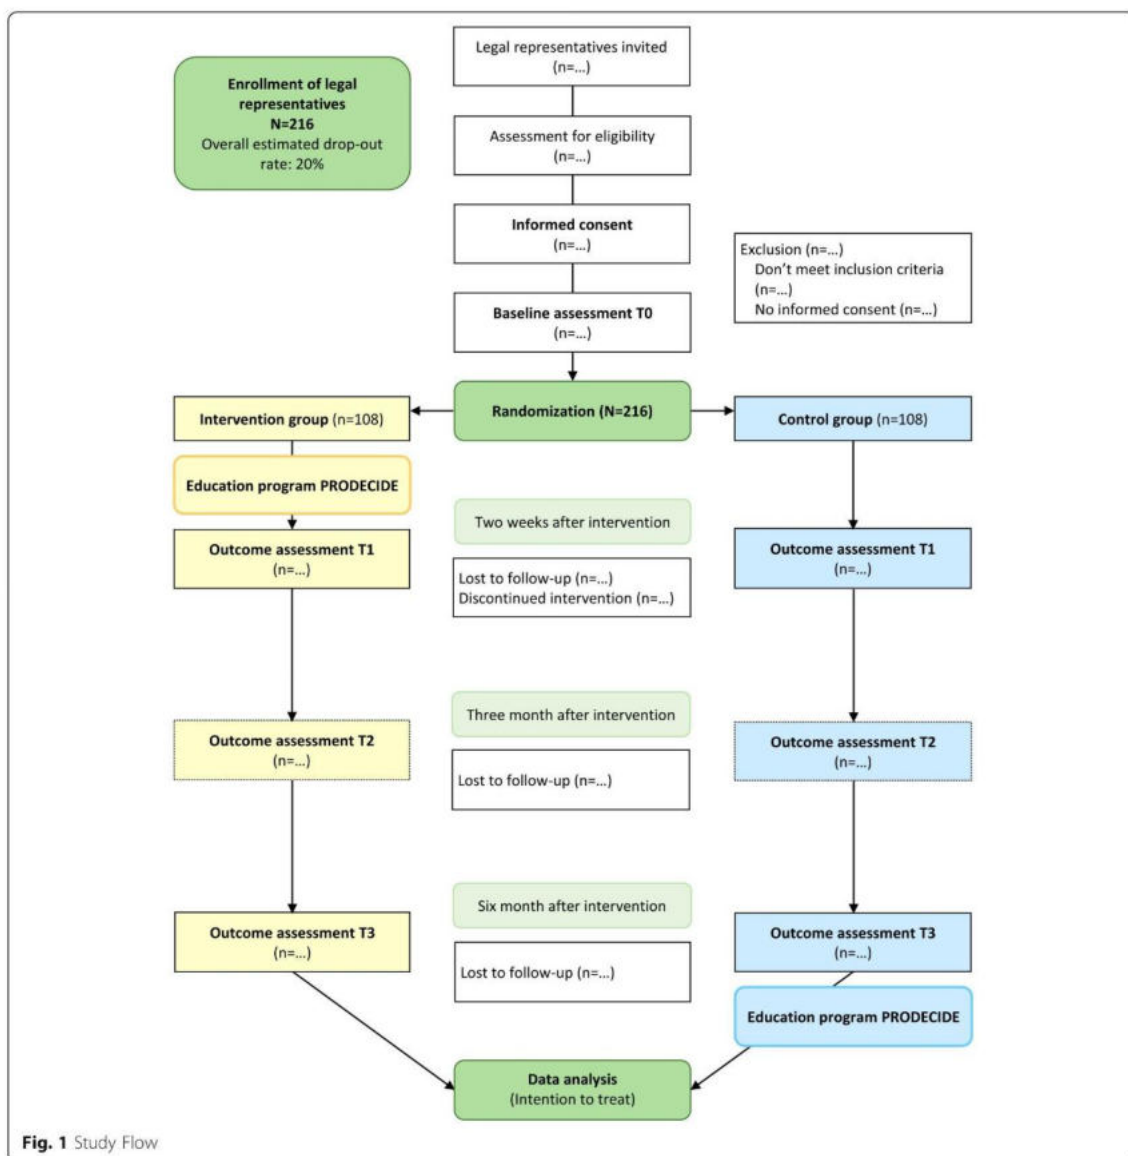 Legal representatives invited
(n=...)
Enrollment of legal
representatives
N=216
Overall estimated drop-out
rate: 20%
Assessment for eligibility
(n=...)
Informed consent
(n=...)
Exclusion (n=...)
Don't meet inclusion criteria
(n=...)
No informed consent (n=...)
Baseline assessment T0
(n=...)
Randomization (N=216)
Intervention group (n=108)
Control group (n=108)
Education program PRODECIDE
Two weeks after intervention
Outcome assessment T1
(n=...)
Outcome assessment T1
(n=...)
Lost to follow-up (n=...)
Discontinued intervention (n=...)
Three month after intervention
Outcome assessment T2
(n=...)
Outcome assessment T2
(n=...)
Lost to follow-up (n=...)
Six month after intervention
Outcome assessment T3
(n=...)
Outcome assessment T3
(n=...)
Lost to follow-up (n=...)
Education program PRODECIDE
Data analysis
(Intention to treat)
Fig. 1 Study Flow